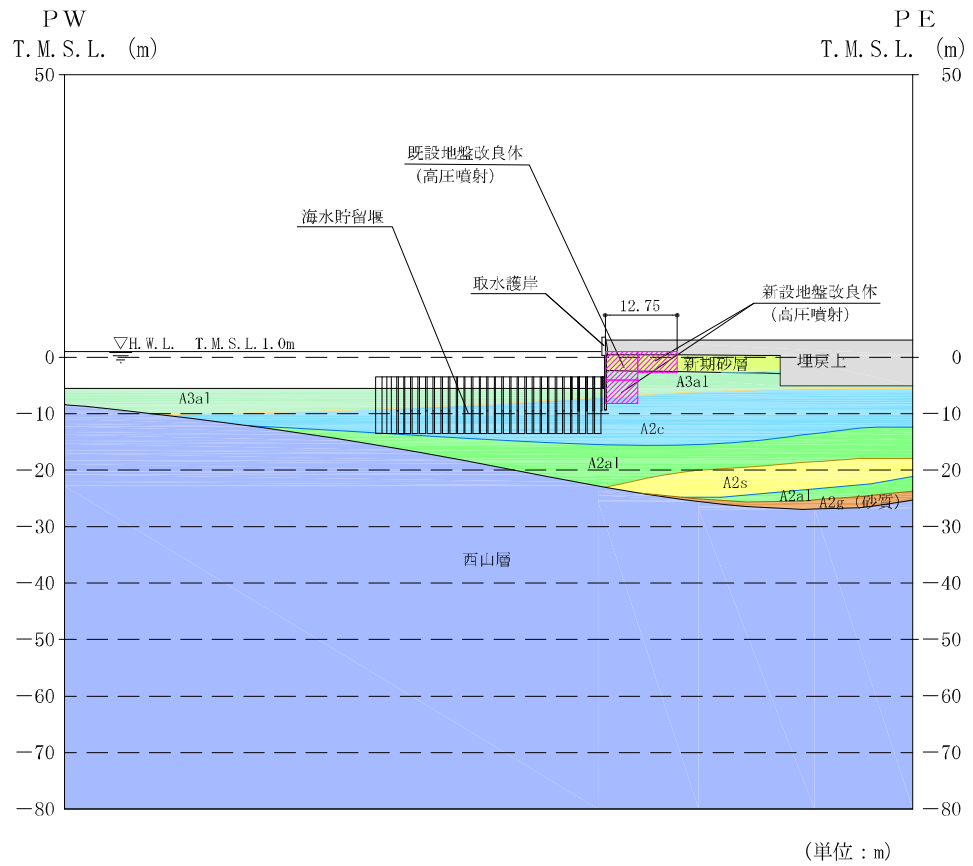 PW
PE
T.M.S.L. (m)
T.M.S.L. (m)
50
50
既設地盤改良体
(高圧噴射)
海水貯留堰
取水護岸
新設地盤改良体
(高圧噴射)
12.75
▽H.W.L. T.M.S.L.1.0m
0
新期砂層
埋戻土
0
A3al
A3al
−10
A2c
−10
A2al
−20
A2s
−20
A2al
A2g (砂質)
−30
−30
西山層
−40
−40
−50
−50
−60
−60
−70
−70
−80
−80
(単位：m)